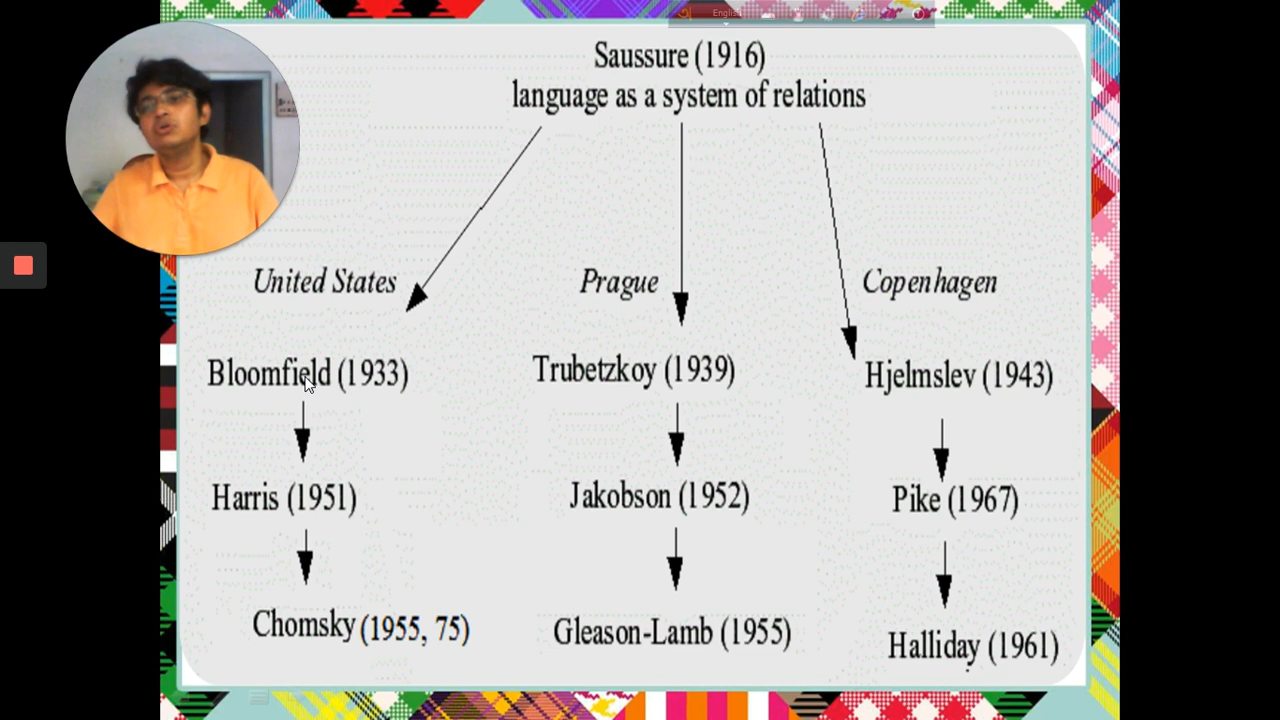 English
Saussure (1916)
language as a system of relations
United States
Prague
Copenhagen
Bloomfield (1933)
Trubetzkoy (1939)
Hjelmslev (1943)
Harris (1951)
Jakobson (1952)
Pike (1967)
Chomsky (1955, 75)
Gleason-Lamb (1955)
Halliday (1961)